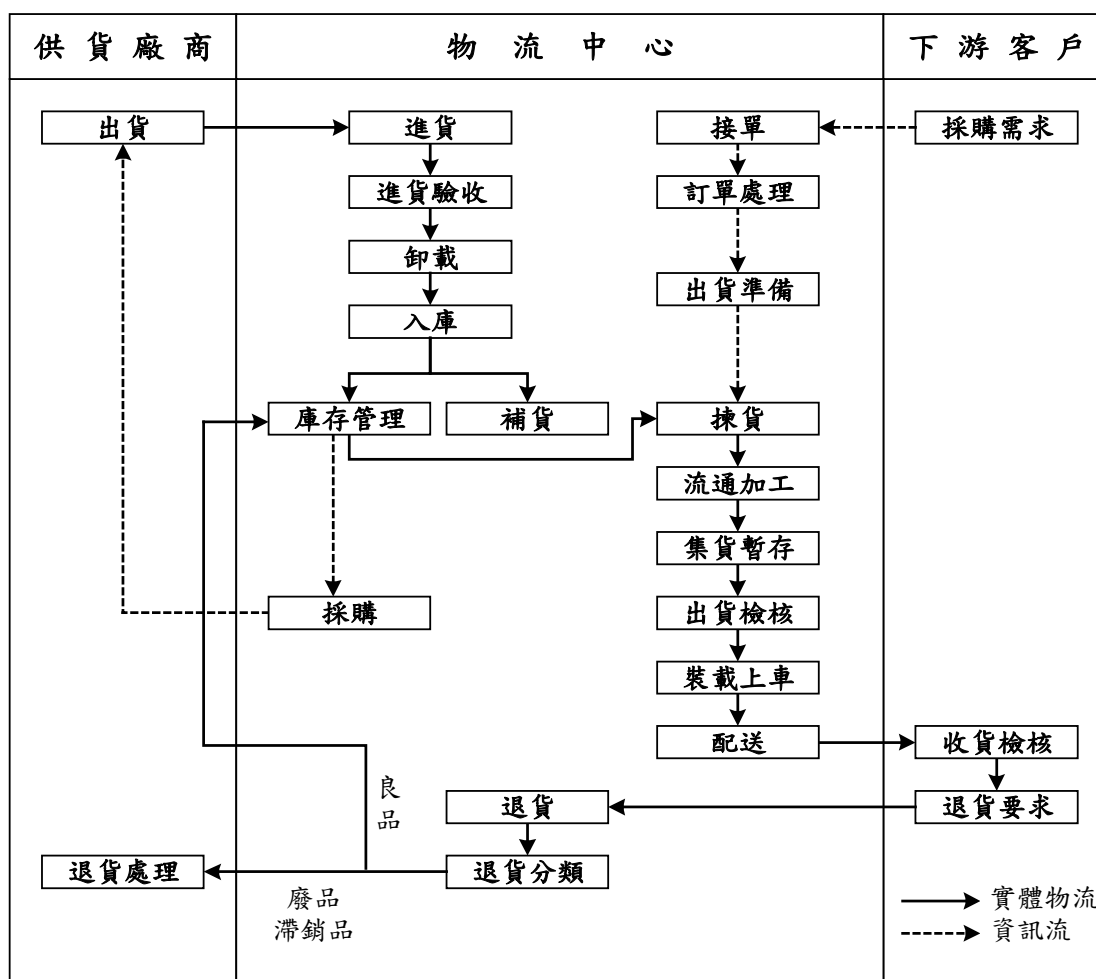 供貨廠商
物流中心
下游客戶
出貨
進貨
接單
採購需求
進貨驗收
訂單處理
卸載
出貨準備
入庫
庫存管理
補貨
揀貨
流通加工
集貨暫存
採購
出貨檢核
裝載上車
配送
收貨檢核
良品
退貨
退貨要求
退貨處理
退貨分類
廢品
滯銷品
實體物流
資訊流